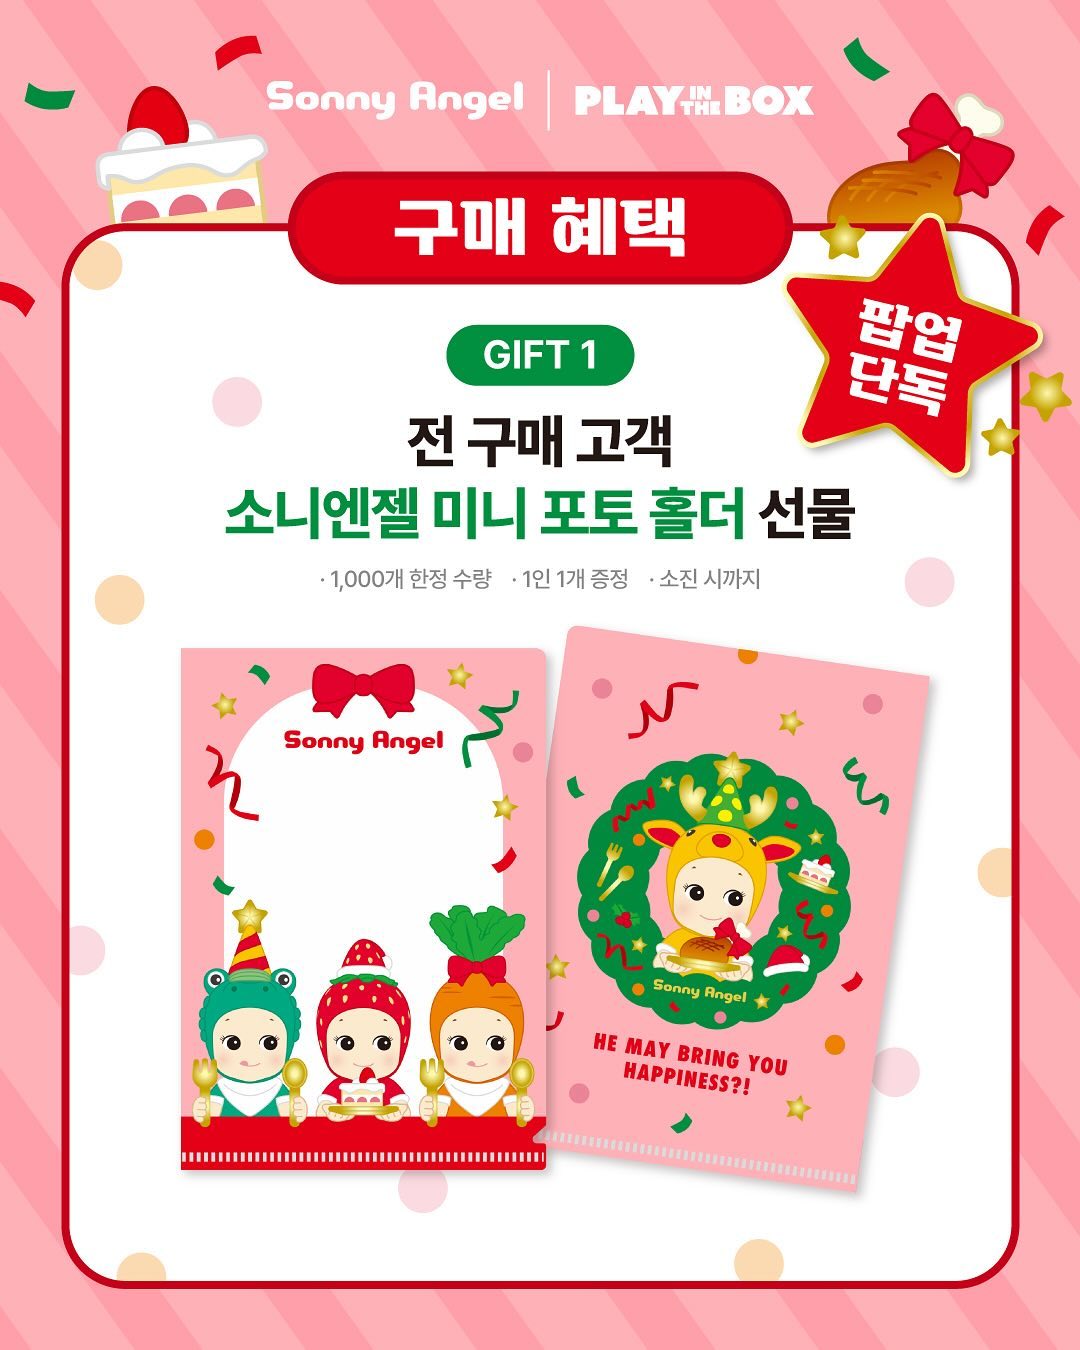 Sonny Angel
PLAY IN THE BOX
구매 혜택
팝업
단독
GIFT 1
전 구매 고객
소니엔젤 미니 포토 홀더 선물
· 1,000개 한정 수량 · 1인 1개 증정 · 소진 시까지
Sonny Angel
Sonny Angel
HE MAY BRING YOU
HAPPINESS?!